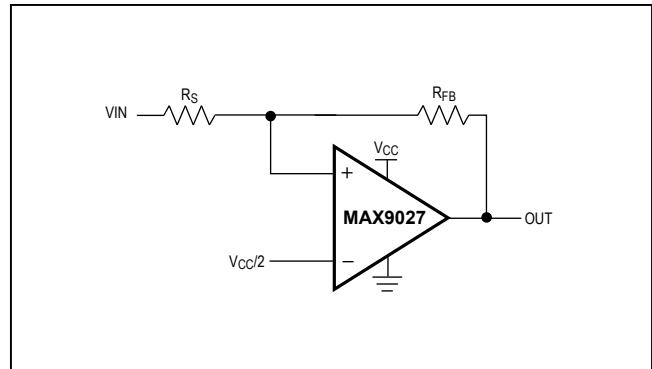 RS
RFB
VIN
VCC
+
MAX9027
OUT
VCC/2
−